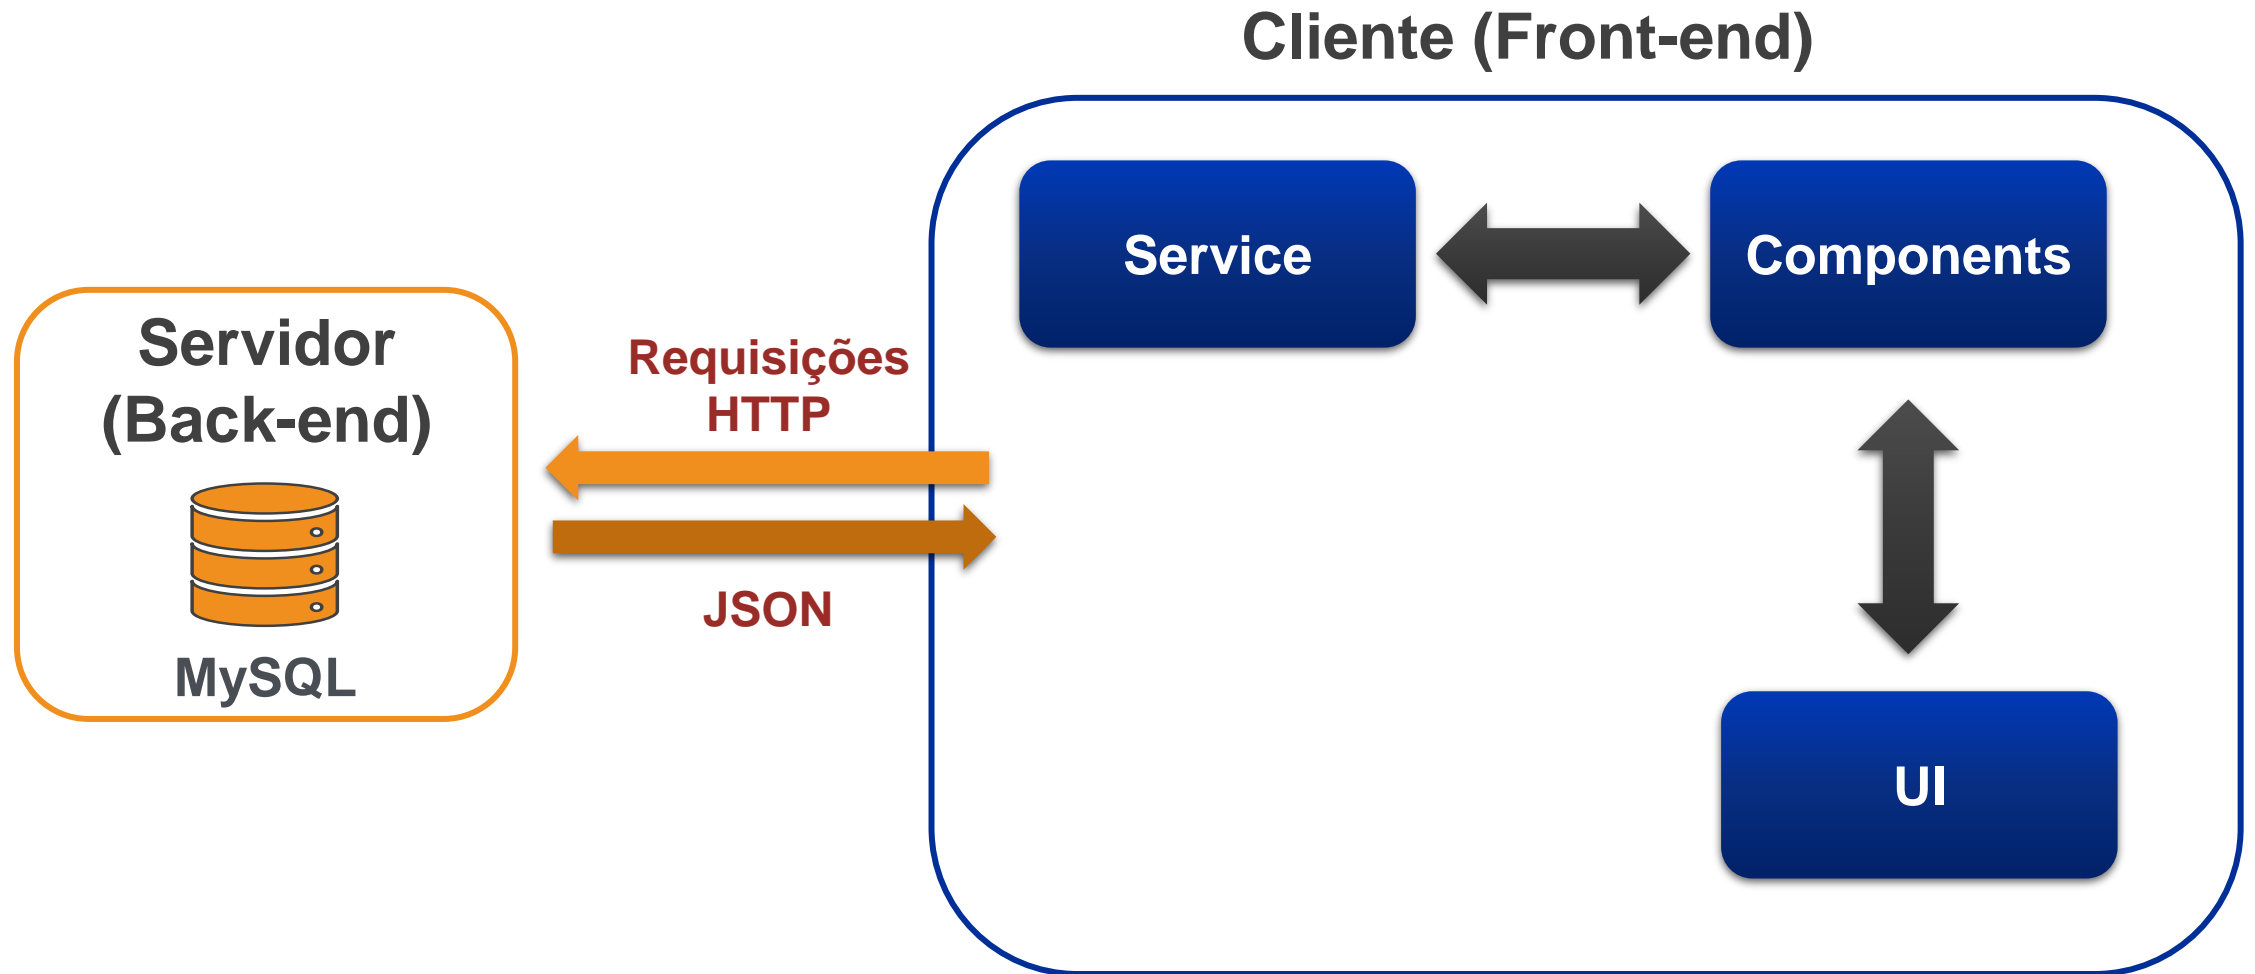 Cliente (Front-end)
Service
Components
Servidor
(Back-end)
MySQL
Requisições
HTTP
JSON
UI